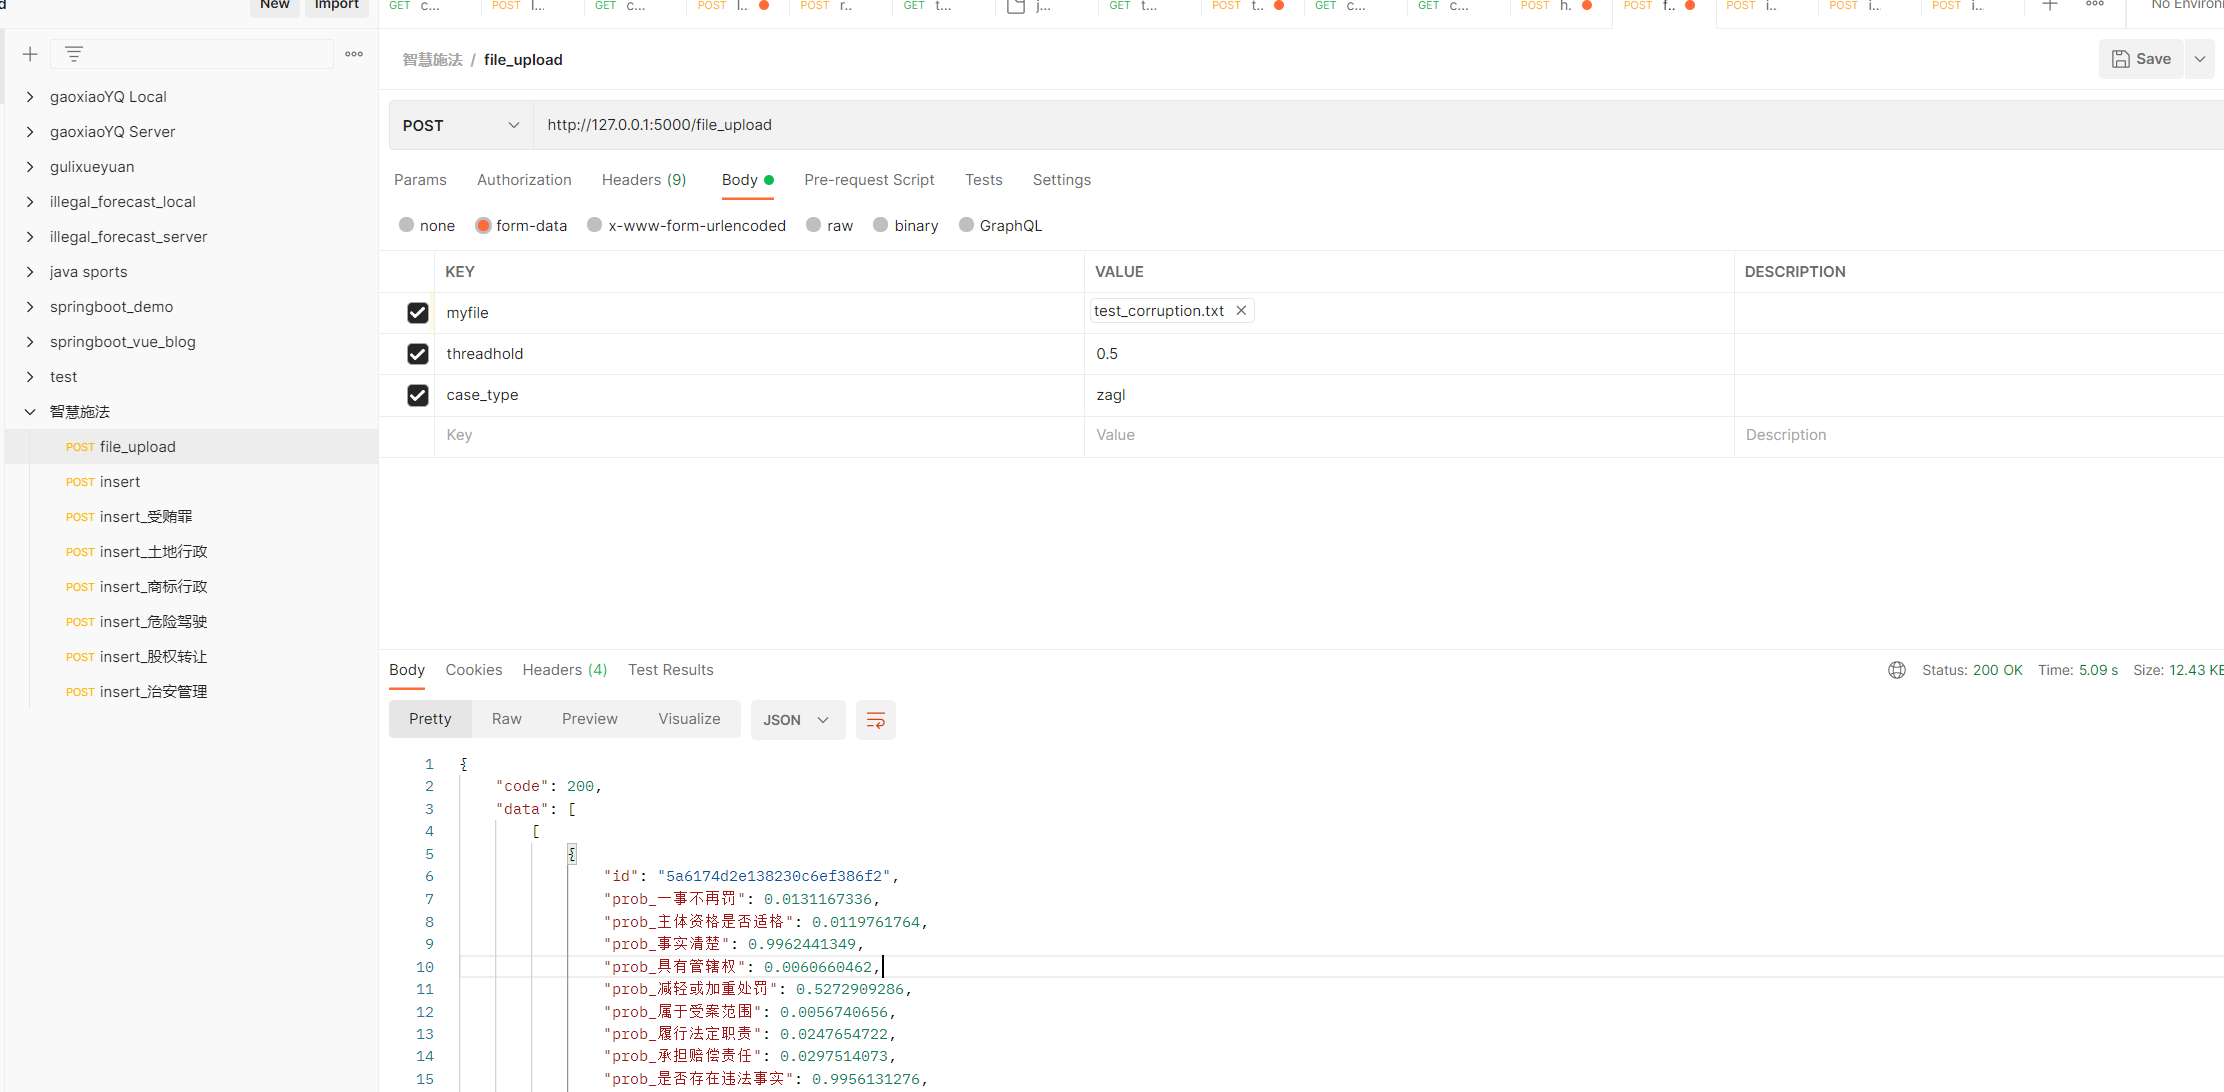 New Import
GET c... POST l... GET c... POST l.. POST r.. GET t... j... GET t... POST t.. GET c... GET c... POST h. POST f.. POST i.. POST i... POST i... No Environ
智慧施法 / file_upload
Save
gaoxiaoYQ Local
gaoxiaoYQ Server
gulixueyuan
illegal_forecast_local
illegal_forecast_server
java sports
springboot_demo
springboot_vue_blog
test
智慧施法
POST file_upload
POST insert
POST insert_受贿罪
POST insert_土地行政
POST insert_商标行政
POST insert_危险驾驶
POST insert_股权转让
POST insert_治安管理
POST http://127.0.0.1:5000/file_upload
Params Authorization Headers (9) Body Pre-request Script Tests Settings
none form-data x-www-form-urlencoded raw binary GraphQL
KEY VALUE DESCRIPTION
myfile test_corruption.txt
threadhold 0.5
case_type zagl
Key Value Description
Body Cookies Headers (4) Test Results Status: 200 OK Time: 5.09 s Size: 12.43 KB
Pretty Raw Preview Visualize JSON
1 {
2 "code": 200,
3 "data": [
4 [
5 {
6 "id": "5a6174d2e138230c6ef386f2",
7 "prob_一事不再罚": 0.0131167336,
8 "prob_主体资格是否适格": 0.0119761764,
9 "prob_事实清楚": 0.9962441349,
10 "prob_具有管辖权": 0.0060660462,
11 "prob_减轻或加重处罚": 0.5272909286,
12 "prob_属于受案范围": 0.0056740656,
13 "prob_履行法定职责": 0.0247654722,
14 "prob_承担赔偿责任": 0.0297514073,
15 "prob_是否存在违法事实": 0.9956131276,